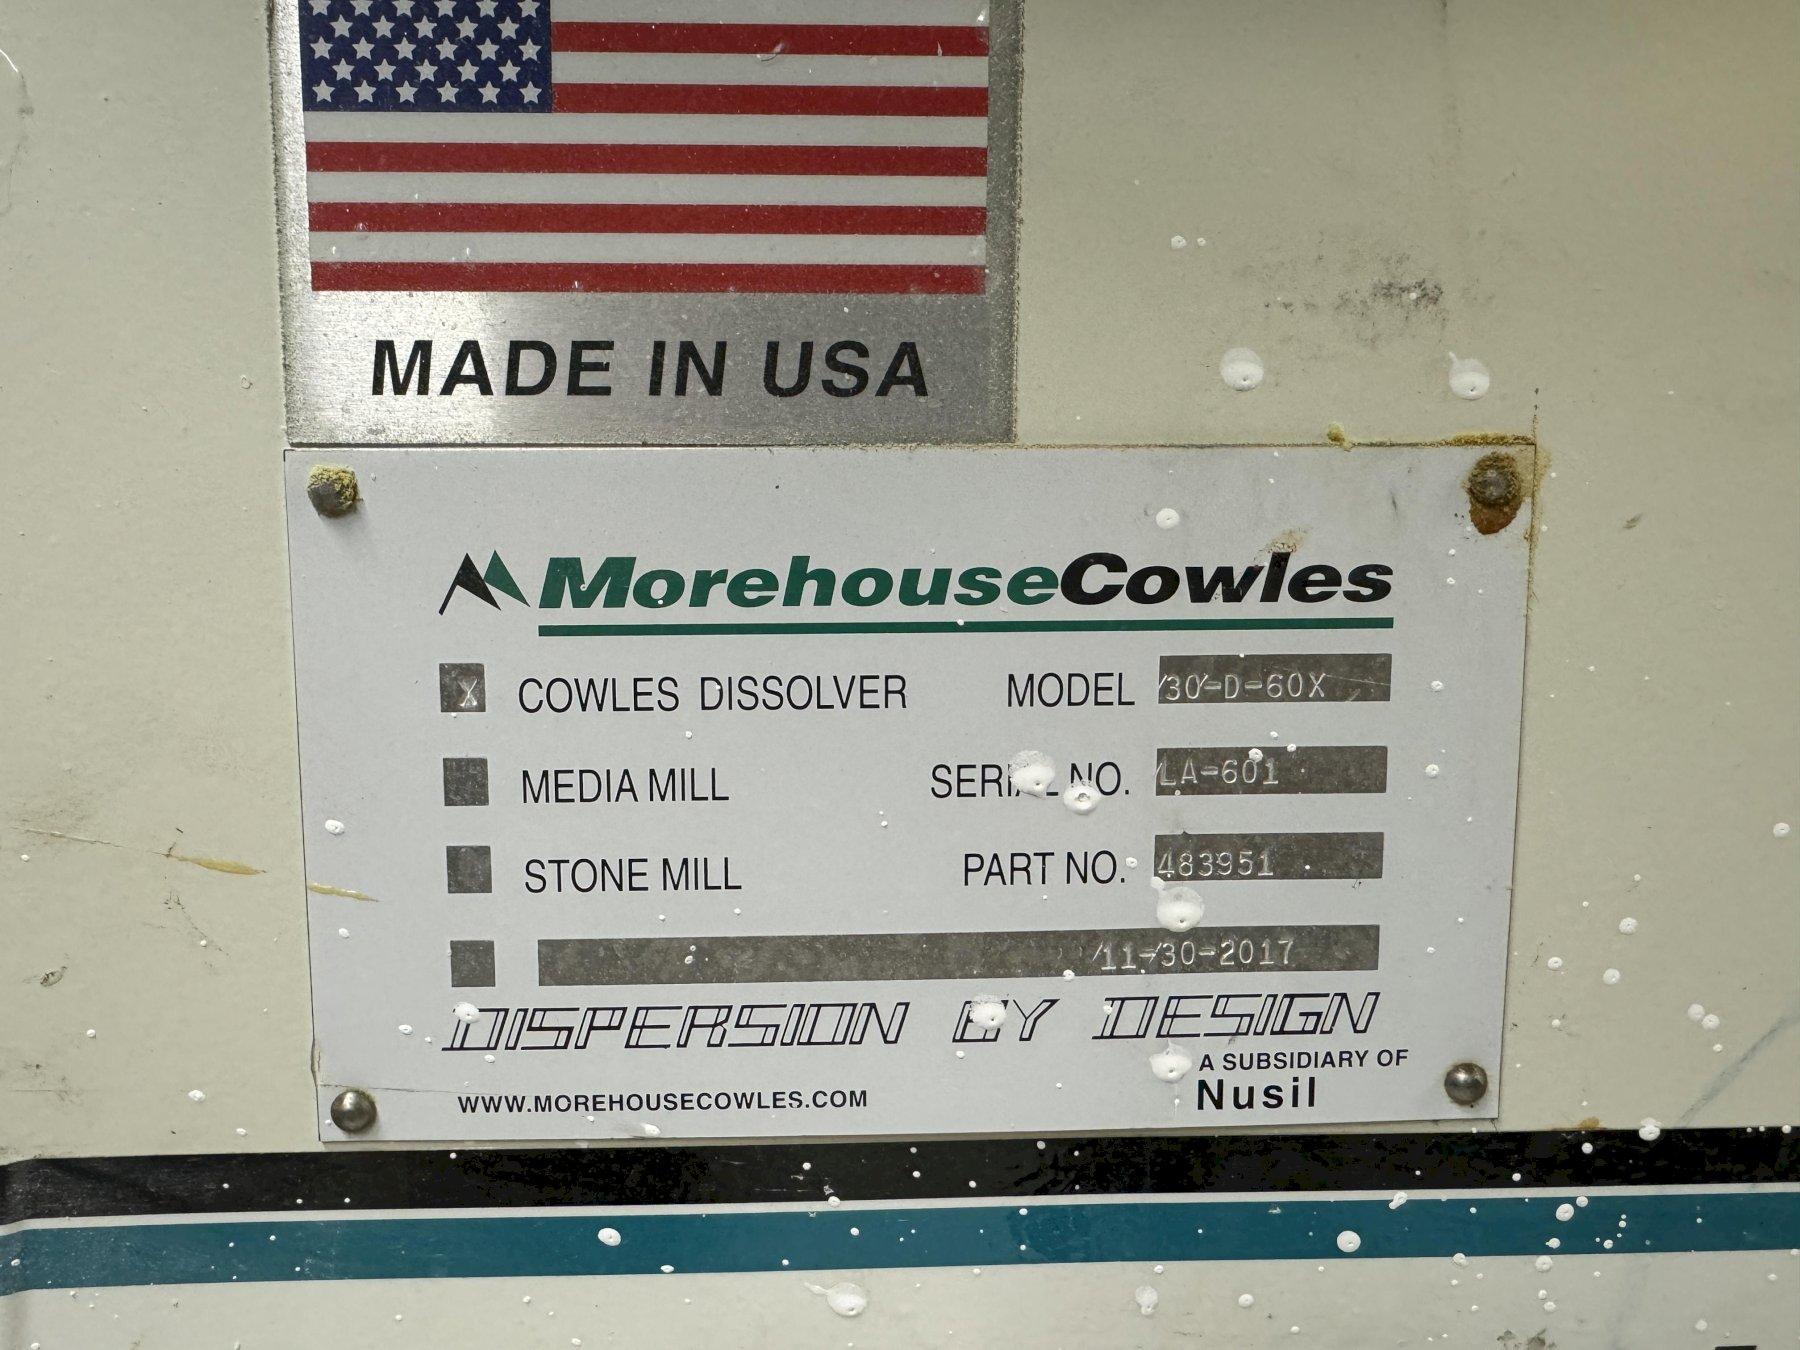 MADE IN USA
MorehouseCowles
X COWLES DISSOLVER MODEL 30-D-60X
MEDIA MILL SERIAL NO. LA-601
STONE MILL PART NO. 483951
11-30-2017
DISPERSION BY DESIGN
A SUBSIDIARY OF
WWW.MOREHOUSECOWLES.COM Nusil